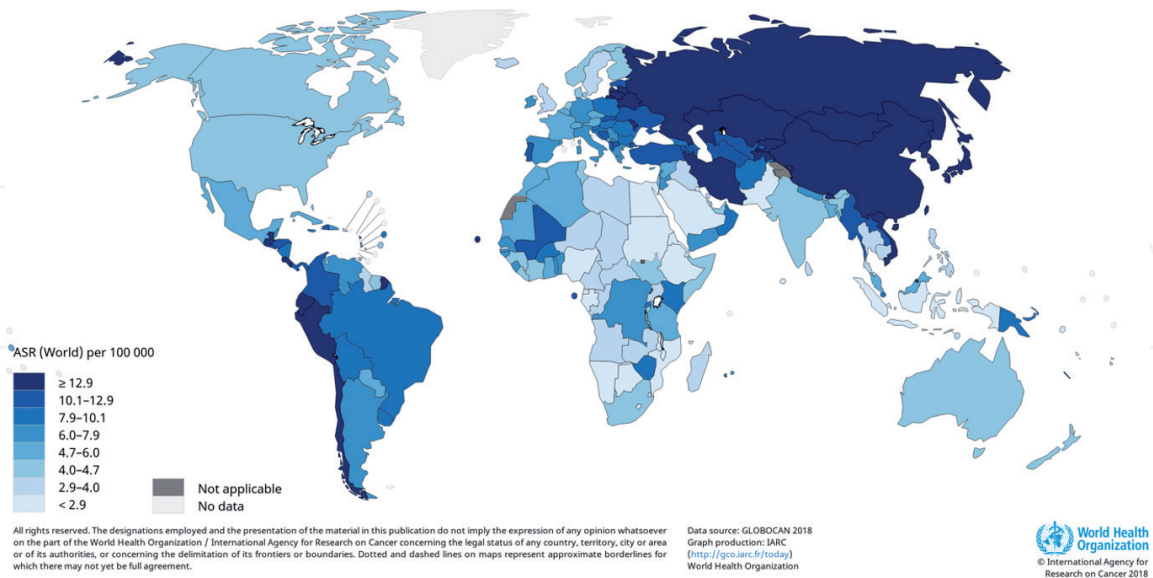 ASR (World) per 100 000
≥ 12.9
10.1–12.9
7.9–10.1
6.0–7.9
4.7–6.0
4.0–4.7
2.9–4.0
< 2.9
Not applicable
No data
All rights reserved. The designations employed and the presentation of the material in this publication do not imply the expression of any opinion whatsoever
on the part of the World Health Organization / International Agency for Research on Cancer concerning the legal status of any country, territory, city or area
or of its authorities, or concerning the delimitation of its frontiers or boundaries. Dotted and dashed lines on maps represent approximate borderlines for
which there may not yet be full agreement.
Data source: GLOBOCAN 2018
Graph production: IARC
(http://gco.iarc.fr/today)
World Health Organization
World Health
Organization
© International Agency for
Research on Cancer 2018